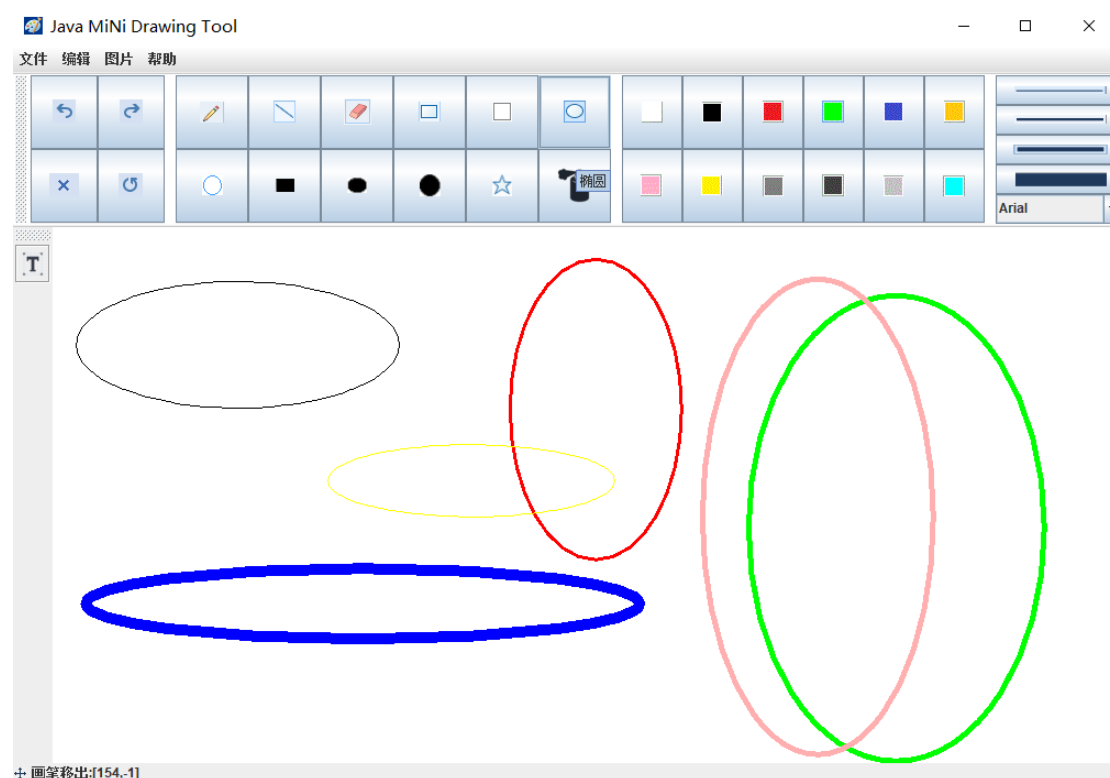 Java MiNi Drawing Tool
文件 编辑 图片 帮助
椭圆
Arial
T
画笔移出:[154,-1]